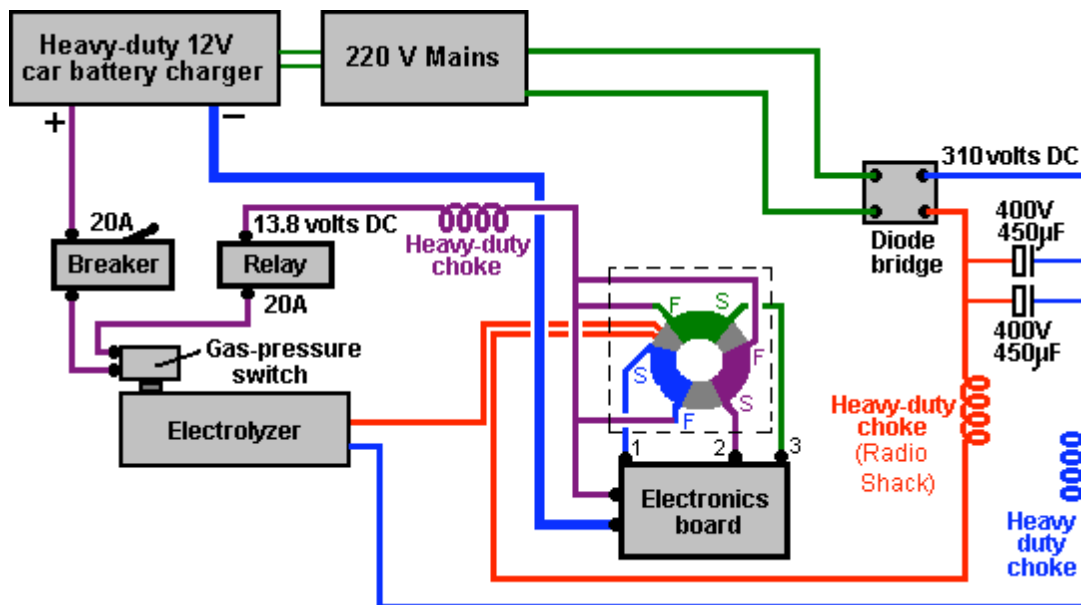 Heavy-duty 12V
car battery charger
220 V Mains
+
−
310 volts DC
20A
13.8 volts DC
Heavy-duty
choke
Breaker
Relay
20A
Diode
bridge
400V
450µF
400V
450µF
Gas-pressure
switch
Electrolyzer
F
S
S
F
S
F
1
2
3
Electronics
board
Heavy-duty
choke
(Radio
Shack)
Heavy
duty
choke